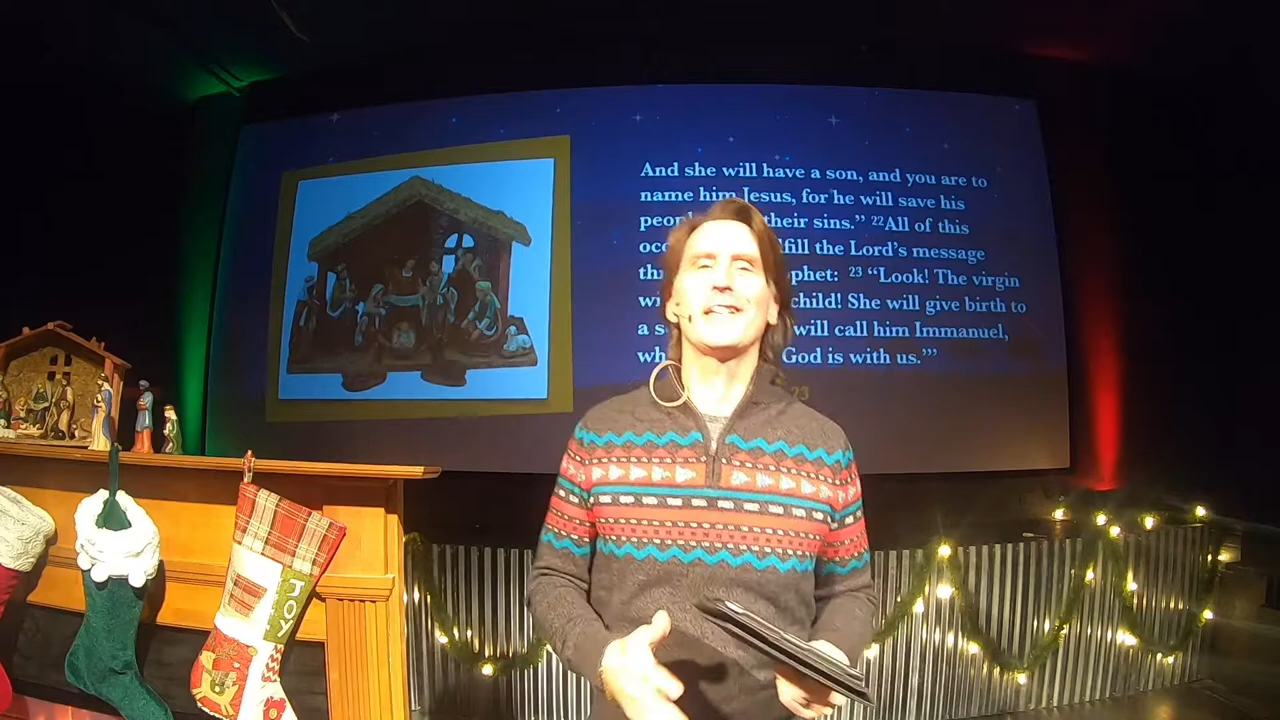 And she will have a son, and you are to
name him Jesus, for he will save his
their sins.” ²²All of this
the Lord’s message
²³ “Look! The virgin
child! She will give birth to
a will call him Immanuel,
God is with us.’”
23
JOY